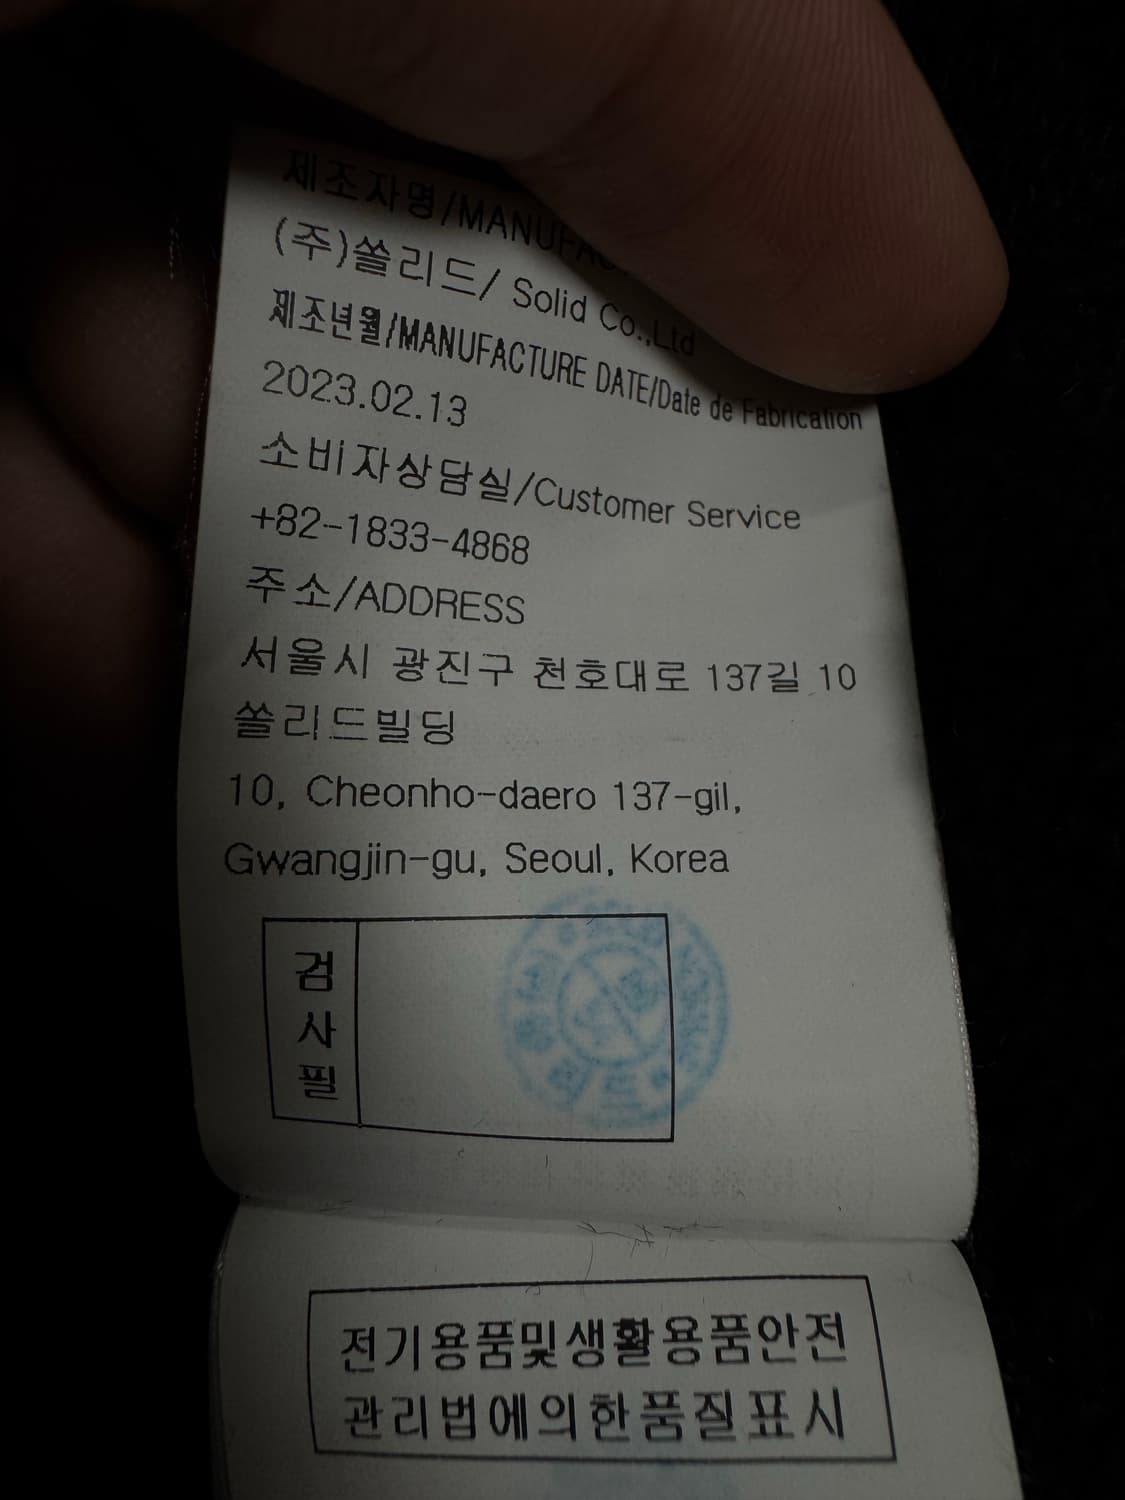 제조자명/MANUFAC
(주)쏠리드/ Solid Co.,Ltd
제조년월/MANUFACTURE DATE/Date de Fabrication
2023.02.13
소비자상담실/Customer Service
+82-1833-4868
주소/ADDRESS
서울시 광진구 천호대로 137길 10
쏠리드빌딩
10, Cheonho-daero 137-gil,
Gwangjin-gu, Seoul, Korea
검
사
필
전기용품및생활용품안전
관리법에의한품질표시